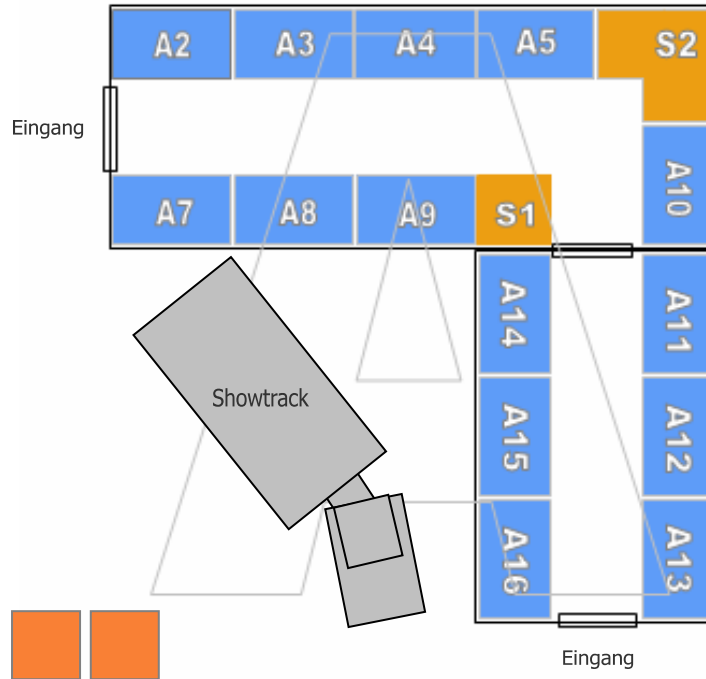 A2 A3 A4 A5 S2
Eingang
A7 A8 A9 S1 A10
A14 A11
Showtrack
A15 A12
A16 A13
Eingang